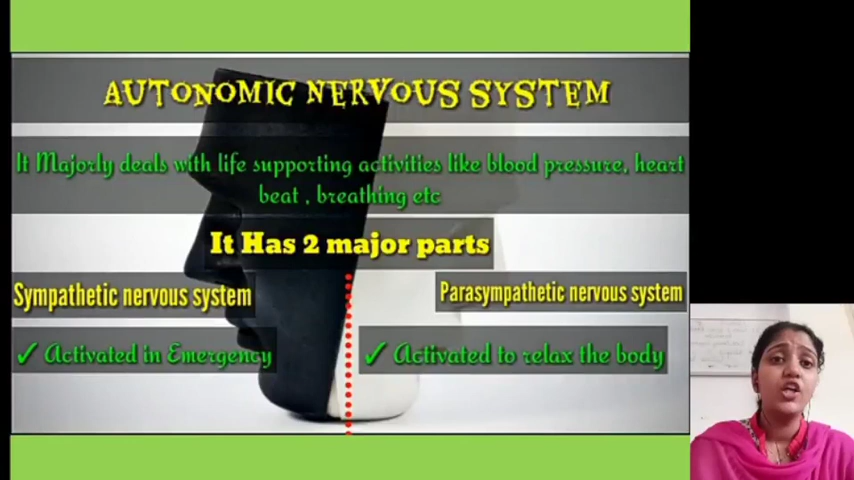 AUTONOMIC NERVOUS SYSTEM
It Majorly deals with life supporting activities like blood pressure, heart
beat , breathing etc
It Has 2 major parts
Sympathetic nervous system
Parasympathetic nervous system
✓ Activated in Emergency
✓ Activated to relax the body